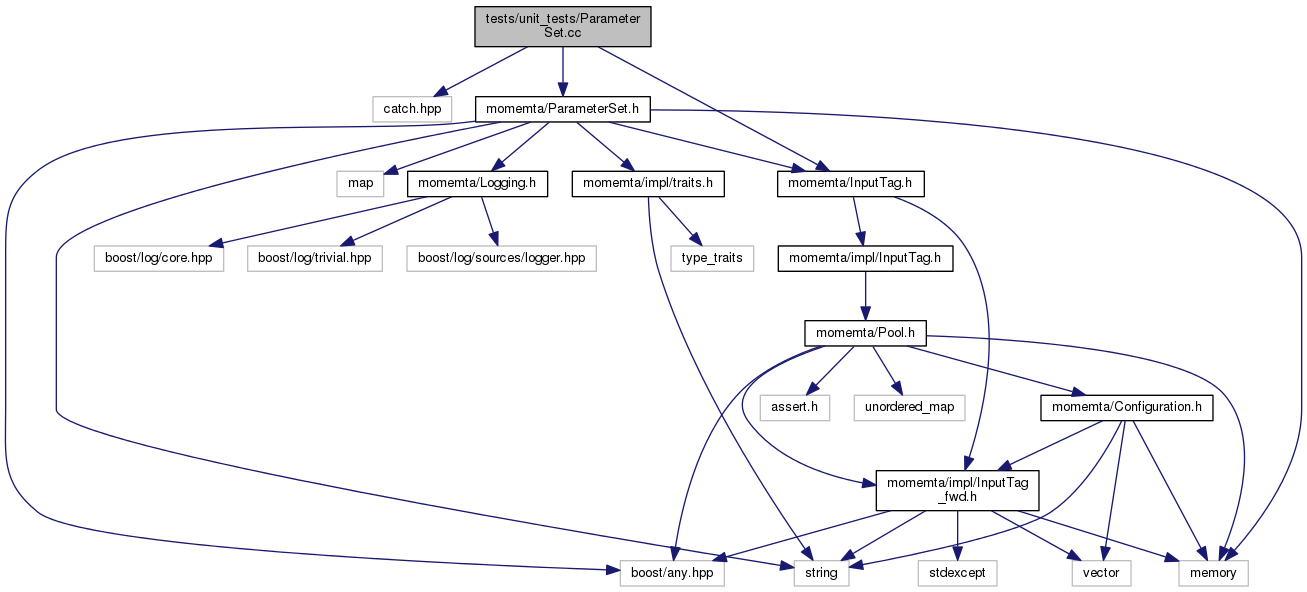 tests/unit_tests/Parameter
Set.cc
catch.hpp
momemta/ParameterSet.h
map
momemta/Logging.h
momemta/impl/traits.h
momemta/InputTag.h
boost/log/core.hpp
boost/log/trivial.hpp
boost/log/sources/logger.hpp
type_traits
momemta/impl/InputTag.h
momemta/Pool.h
assert.h
unordered_map
momemta/Configuration.h
momemta/impl/InputTag
_fwd.h
boost/any.hpp
string
stdexcept
vector
memory